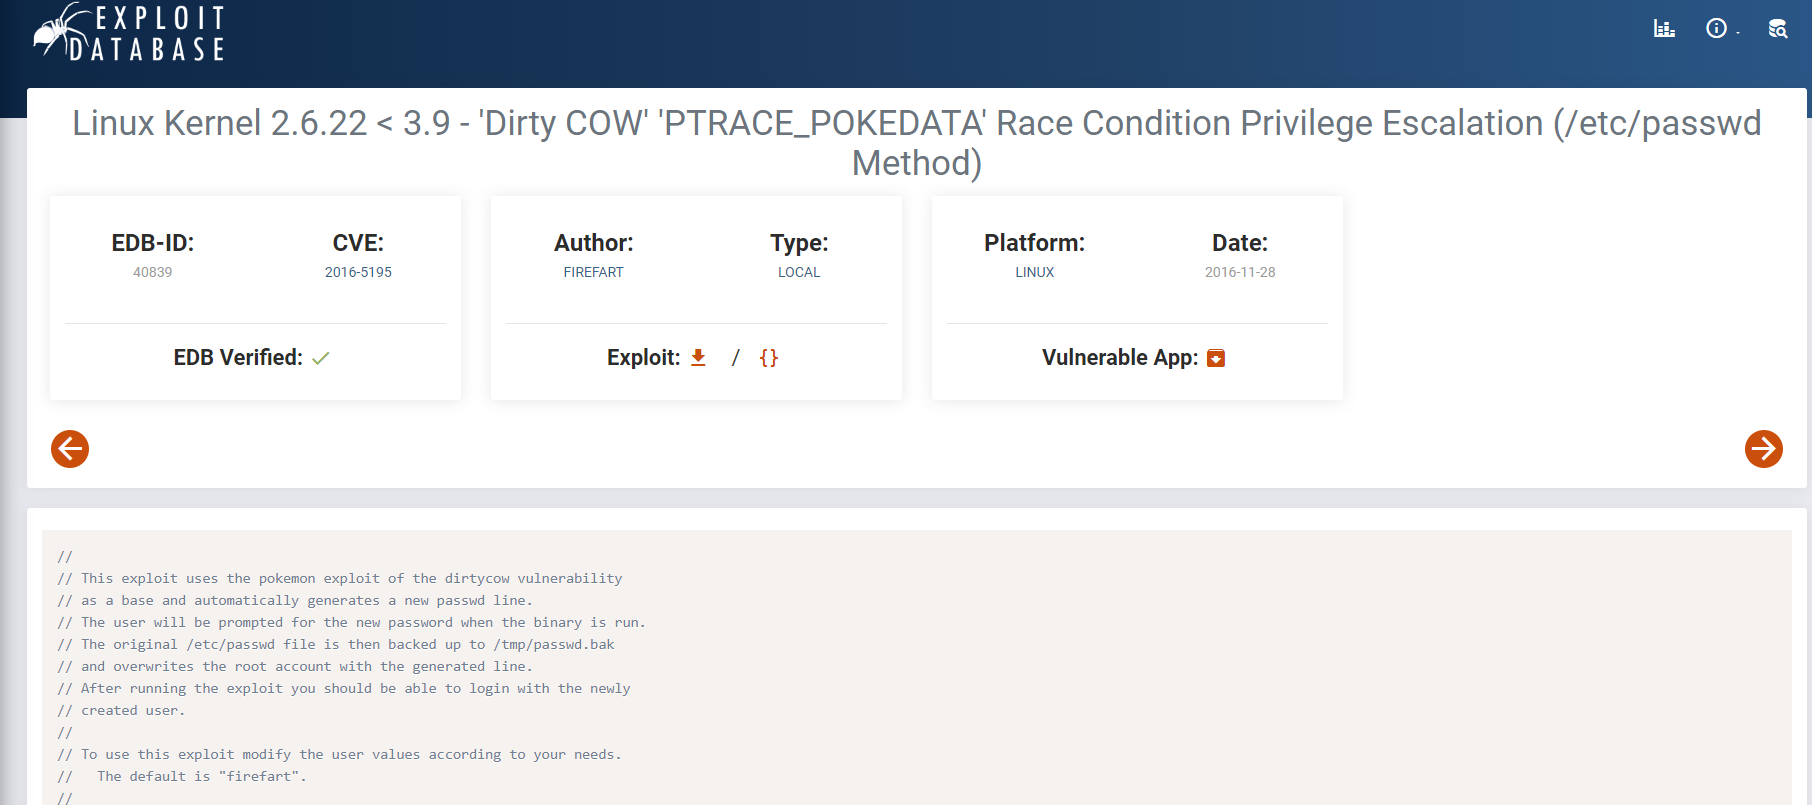 EXPLOIT
DATABASE
Linux Kernel 2.6.22 < 3.9 - 'Dirty COW' 'PTRACE_POKEDATA' Race Condition Privilege Escalation (/etc/passwd
Method)
EDB-ID:
40839
CVE:
2016-5195
EDB Verified:
Author:
FIREFART
Type:
LOCAL
Exploit: / {}
Platform:
LINUX
Date:
2016-11-28
Vulnerable App:
//
// This exploit uses the pokemon exploit of the dirtycow vulnerability
// as a base and automatically generates a new passwd line.
// The user will be prompted for the new password when the binary is run.
// The original /etc/passwd file is then backed up to /tmp/passwd.bak
// and overwrites the root account with the generated line.
// After running the exploit you should be able to login with the newly
// created user.
//
// To use this exploit modify the user values according to your needs.
//   The default is "firefart".
//